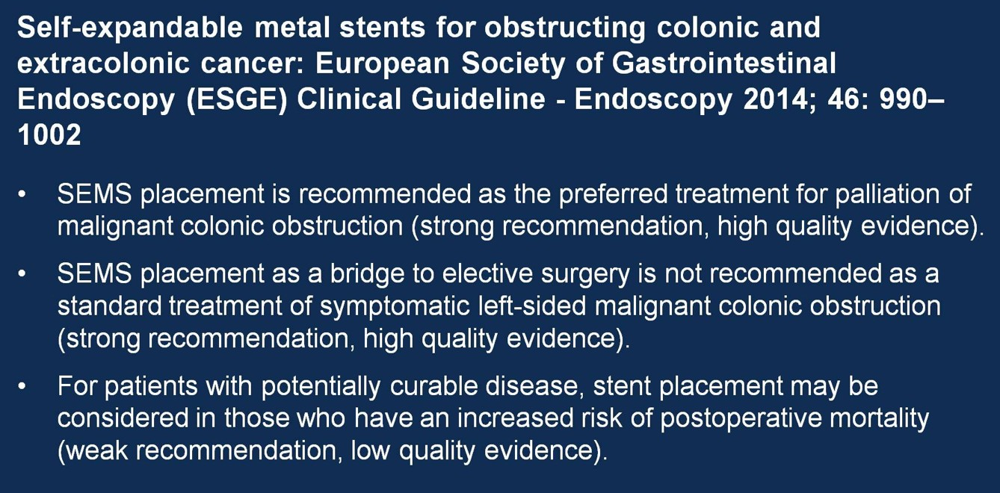 Self-expandable metal stents for obstructing colonic and
extracolonic cancer: European Society of Gastrointestinal
Endoscopy (ESGE) Clinical Guideline - Endoscopy 2014; 46: 990–
1002
• SEMS placement is recommended as the preferred treatment for palliation of
malignant colonic obstruction (strong recommendation, high quality evidence).
• SEMS placement as a bridge to elective surgery is not recommended as a
standard treatment of symptomatic left-sided malignant colonic obstruction
(strong recommendation, high quality evidence).
• For patients with potentially curable disease, stent placement may be
considered in those who have an increased risk of postoperative mortality
(weak recommendation, low quality evidence).